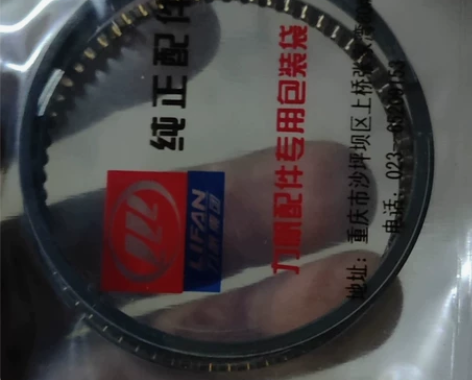 纯正配件
LIFAN
力帆配件专用包装袋
地址：重庆市沙坪坝区上桥
电话：023